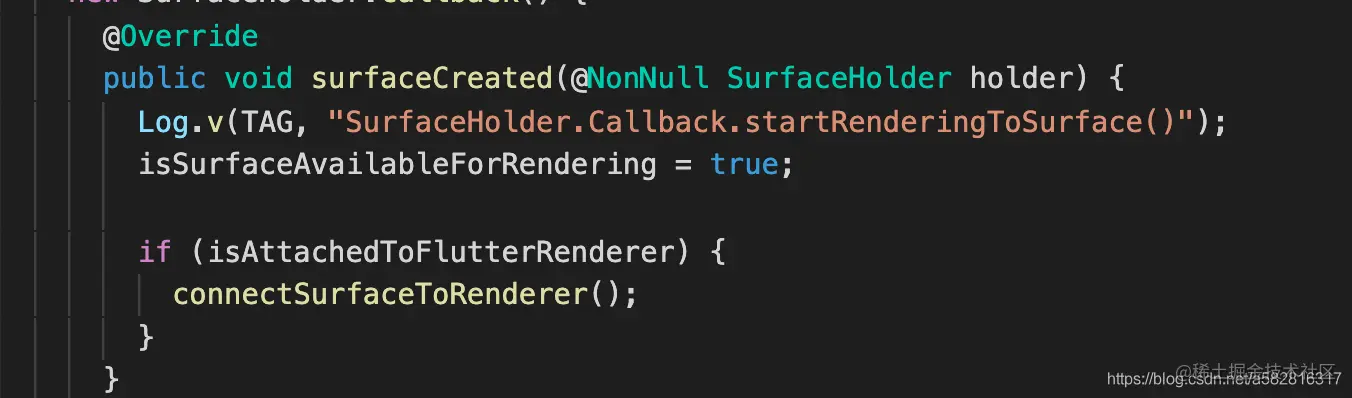 new SurfaceHolder.Callback() {
@Override
public void surfaceCreated(@NonNull SurfaceHolder holder) {
Log.v(TAG, "SurfaceHolder.Callback.startRenderingToSurface()");
isSurfaceAvailableForRendering = true;
if (isAttachedToFlutterRenderer) {
connectSurfaceToRenderer();
}
}
@稀土掘金技术社区
https://blog.csdn.net/a582816317